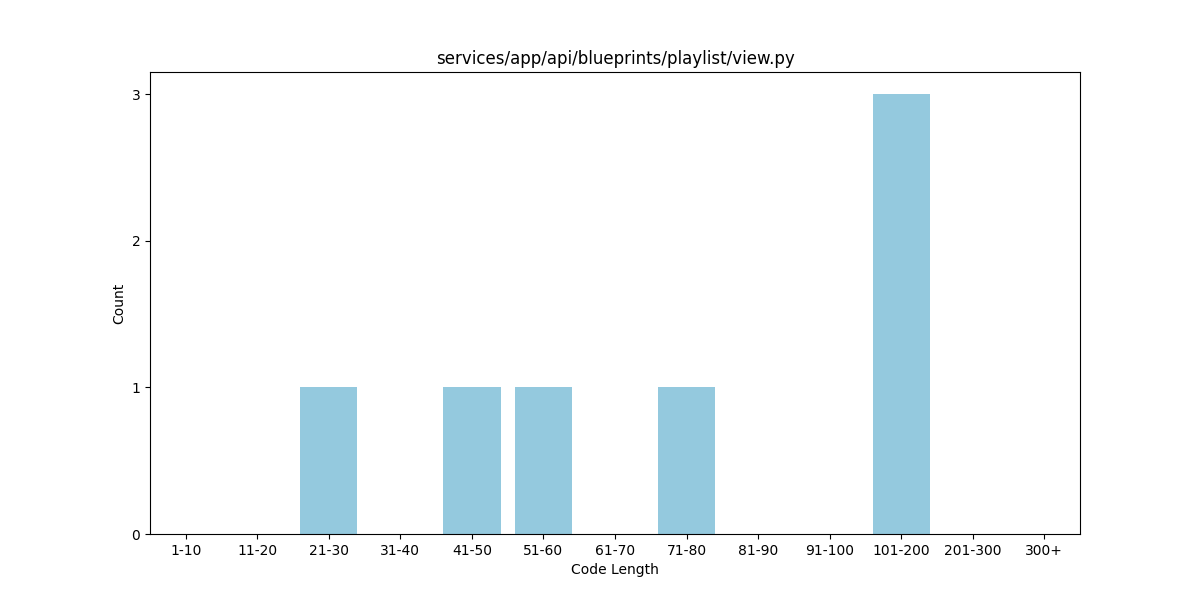 services/app/api/blueprints/playlist/view.py
Count
3
2
1
0
1-10 11-20 21-30 31-40 41-50 51-60 61-70 71-80 81-90 91-100 101-200 201-300 300+
Code Length